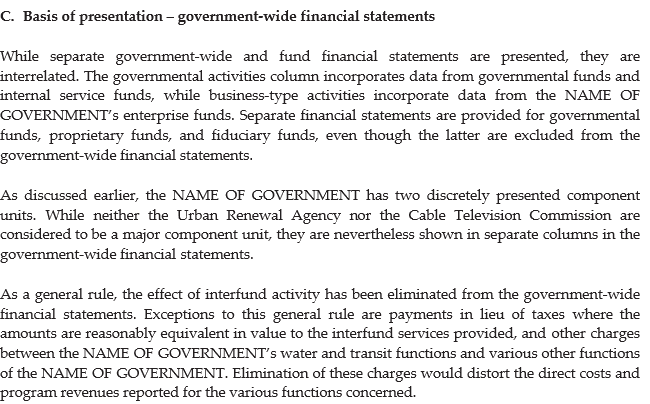 C. Basis of presentation – government-wide financial statements
While separate government-wide and fund financial statements are presented, they are
interrelated. The governmental activities column incorporates data from governmental funds and
internal service funds, while business-type activities incorporate data from the NAME OF
GOVERNMENT's enterprise funds. Separate financial statements are provided for governmental
funds, proprietary funds, and fiduciary funds, even though the latter are excluded from the
government-wide financial statements.
As discussed earlier, the NAME OF GOVERNMENT has two discretely presented component
units. While neither the Urban Renewal Agency nor the Cable Television Commission are
considered to be a major component unit, they are nevertheless shown in separate columns in the
government-wide financial statements.
As a general rule, the effect of interfund activity has been eliminated from the government-wide
financial statements. Exceptions to this general rule are payments in lieu of taxes where the
amounts are reasonably equivalent in value to the interfund services provided, and other charges
between the NAME OF GOVERNMENT's water and transit functions and various other functions
of the NAME OF GOVERNMENT. Elimination of these charges would distort the direct costs and
program revenues reported for the various functions concerned.